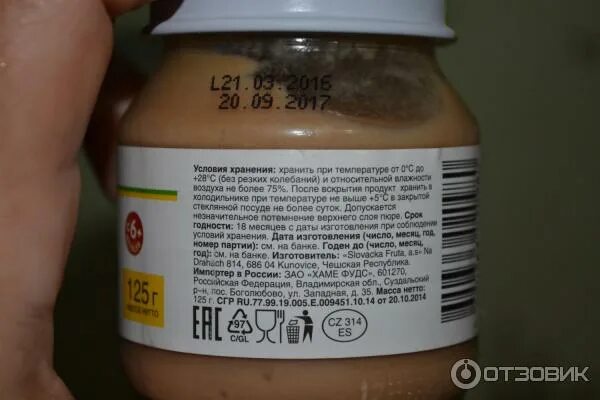 L21.03.2016
20.09.2017
Условия хранения: хранить при температуре от 0°С до
+28°С (без резких колебаний) и относительной влажности
воздуха не более 75%. После вскрытия продукт хранить в
холодильнике при температуре не выше +5°С в закрытой
стеклянной посуде не более суток. Допускается
незначительное потемнение верхнего слоя пюре. Срок
годности: 18 месяцев с даты изготовления при соблюдении
условий хранения. Дата изготовления (число, месяц, год,
номер партии): см. на банке. Годен до (число, месяц,
год): см. на банке. Изготовитель: «Slovacka Fruta, a.s» Na
Drahách 814, 686 04 Kunovice, Чешская Республика.
Импортер в России: ЗАО «ХАМЕ ФУДС», 601270,
Российская Федерация, Владимирская обл., Суздальский
р-н, пос. Боголюбово, ул. Западная, д. 35. Масса нетто:
125 г. СГР RU.77.99.19.005.Е.009451.10.14 от 20.10.2014
с 6+
125 г
масса нетто
EAC
97
C/GL
CZ 314
ES
ОТЗОВИК